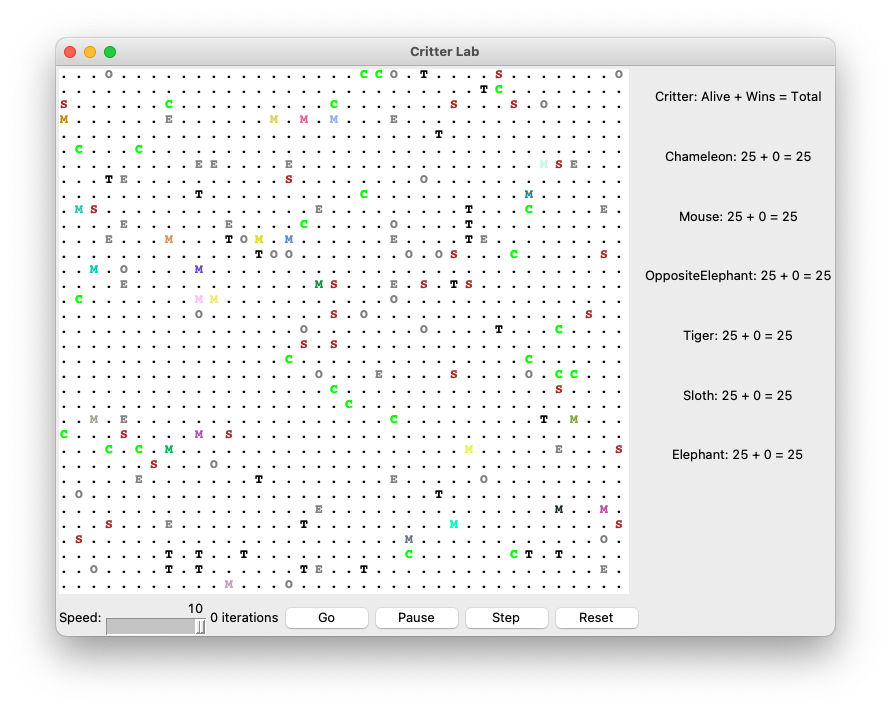 Critter Lab
. . . O . . . . . . . . . . . . . . . . C C O . T . . . . S . . . . . . . O
. . . . . . . . . . . . . . . . . . . . . . . . . . . . T C . . . . . . . .
S . . . . . . C . . . . . . . . . . C . . . . . . . S . . . S . O . . . . .
M . . . . . . E . . . . . . M . M . M . . . E . . . . . . . . . . . . . . .
. . . . . . . . . . . . . . . . . . . . . . . . . T . . . . . . . . . . . .
. C . . . C . . . . . . . . . . . . . . . . . . . . . . . . . . . . . . . .
. . . . . . . . . E E . . . . E . . . . . . . . . . . . . . . . M S E . . .
. . . T E . . . . . . . . . . S . . . . . . . . O . . . . . . . . . . . . .
. . . . . . . . . T . . . . . . . . . . C . . . . . . . . . . M . . . . . .
. M S . . . . . . . . . . . . . . E . . . . . . . . . T . . . C . . . . E .
. . . . E . . . . . . E . . . . C . . . . . O . . . . T . . . . . . . . . .
. . . E . . . M . . . T O M . M . . . . . . E . . . . T E . . . . . . . . .
. . . . . . . . . . . . . T O O . . . . . . . O . O S . . . C . . . . . S .
. . M . O . . . . M . . . . . . . . . . . . . . . . . . . . . . . . . . . .
. . . . E . . . . . . . . . . . . M S . . . E . S . T S . . . . . . . . . .
. C . . . . . . . M M . . . . . . . . . . . O . . . . . . . . . . . . . . .
. . . . . . . . . O . . . . . . . . S . O . . . . . . . . . . . . . . S . .
. . . . . . . . . . . . . . . . O . . . . . . . O . . . . T . . . C . . . .
. . . . . . . . . . . . . . . . S . S . . . . . . . . . . . . . . . . . . .
. . . . . . . . . . . . . . . C . . . . . . . . . . . . . . . C . . . . . .
. . . . . . . . . . . . . . . . . O . . . E . . . . S . . . . O . C C . . .
. . . . . . . . . . . . . . . . . . C . . . . . . . . . . . . . . S . . . .
. . . . . . . . . . . . . . . . . . . C . . . . . . . . . . . . . . . . . .
. . M . E . . . . . . . . . . . . . . . . . C . . . . . . . . . T . M . . .
C . . . S . . . . M . S . . . . . . . . . . . . . . . . . . . . . . . . . .
. . . C . C . M . . . . . . . . . . . . . . . . . . . M . . . . . E . . . S
. . . . . . S . . . O . . . . . . . . . . . . . . . . . . . . . . . . . . .
. . . . . E . . . . . . . T . . . . . . . . E . . . . . O . . . . . . . . .
. O . . . . . . . . . . . . . . . . . . . . . . . T . . . . . . . . . . . .
. . . . . . . . . . . . . . . . . E . . . . . . . . . . . . . . . M . . M .
. . . S . . . E . . . . . . . . T . . . . . . . . . M . . . . . . . . . . S
. S . . . . . . . . . . . . . . . . . . . . . M . . . . . . . . . . . . O .
. . . . . . . T . T . . T . . . . . . . . . . C . . . . . . C T . T . . . .
. . O . . . . T . T . . . . . . T E . . T . . . . . . . . . . . . . . . E .
. . . . . . . . . . . M . . . O . . . . . . . . . . . . . . . . . . . . . .
Critter: Alive + Wins = Total
Chameleon: 25 + 0 = 25
Mouse: 25 + 0 = 25
OppositeElephant: 25 + 0 = 25
Tiger: 25 + 0 = 25
Sloth: 25 + 0 = 25
Elephant: 25 + 0 = 25
Speed: 10 0 iterations Go Pause Step Reset